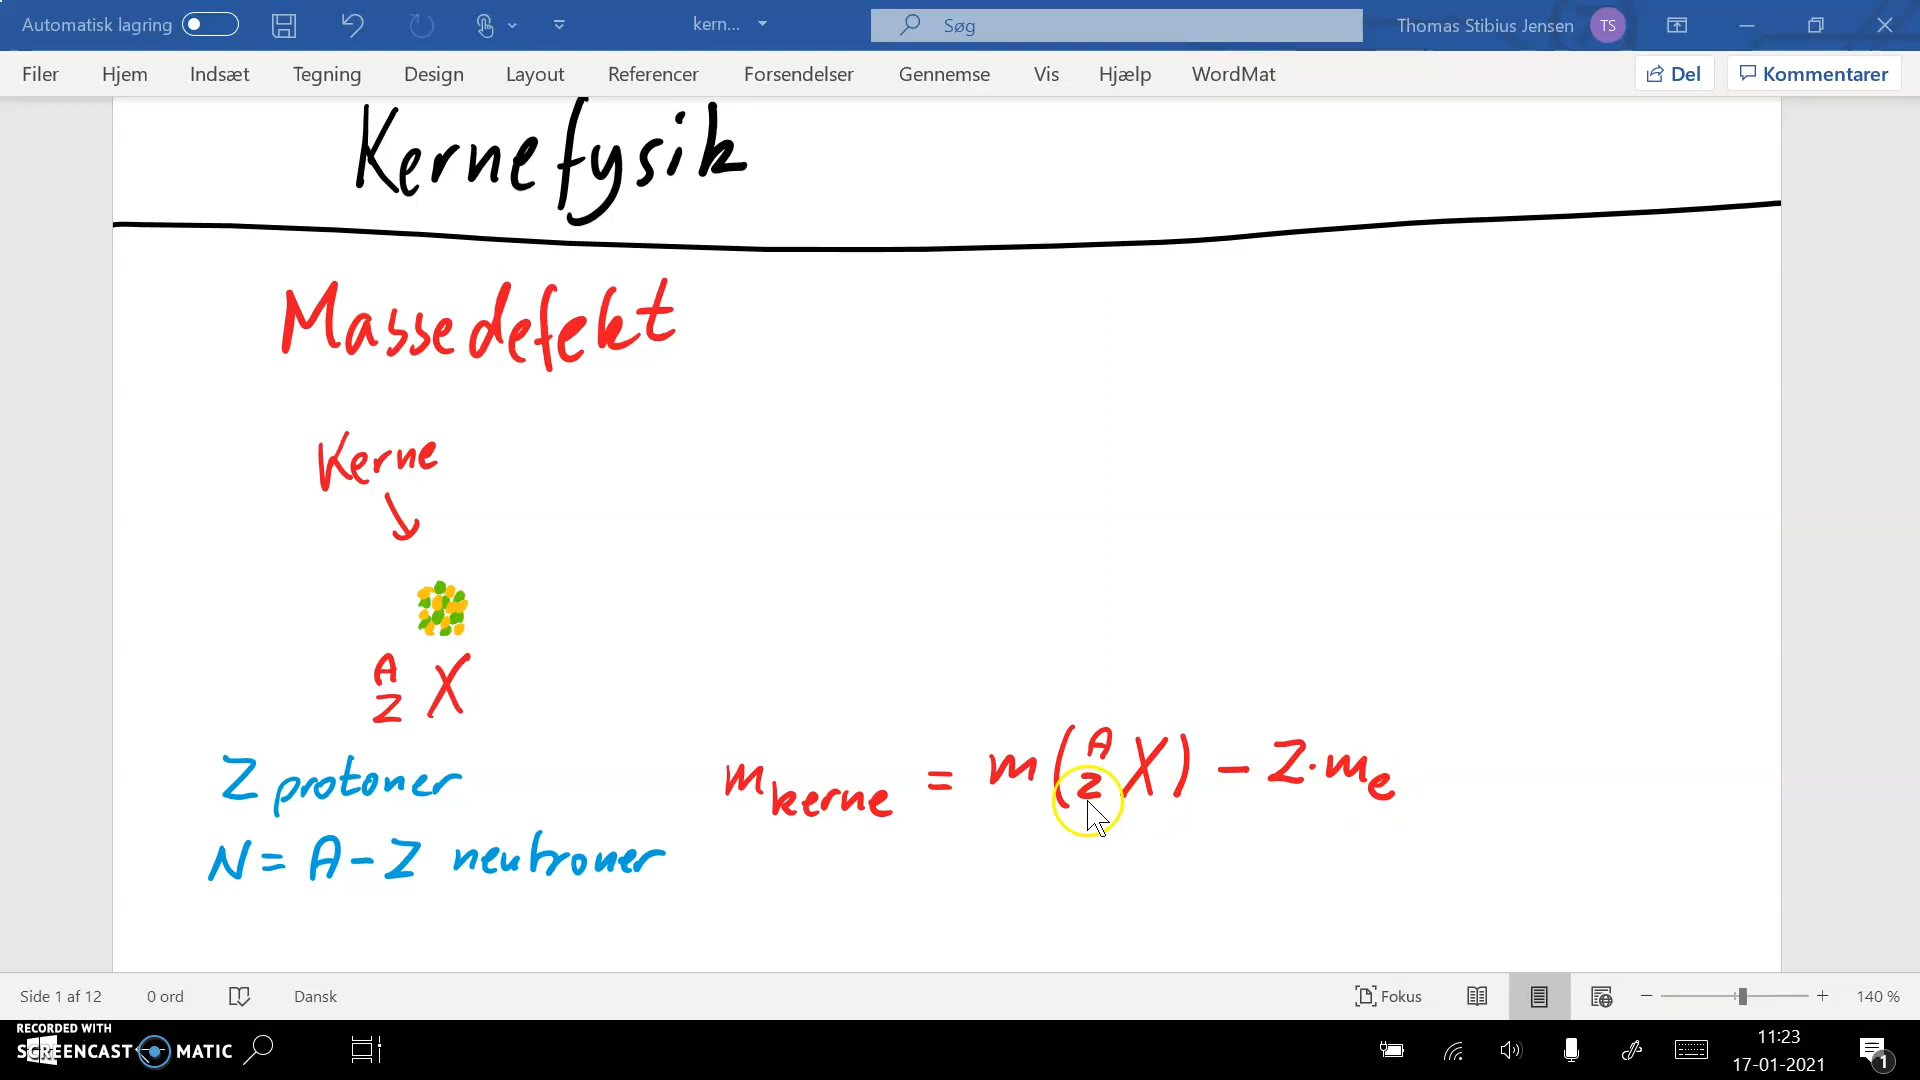 Automatisk lagring kern... Søg Thomas Stibius Jensen TS
Filer Hjem Indsæt Tegning Design Layout Referencer Forsendelser Gennemse Vis Hjælp WordMat Del Kommentarer
Kernefysik
Massedefekt
Kerne
A
Z X
Z protoner
N = A - Z neutroner
m kerne = m(A Z X) - Z·me
Side 1 af 12 0 ord Dansk Fokus 140 %
RECORDED WITH
SCREENCAST MATIC
11:23
17-01-2021
1